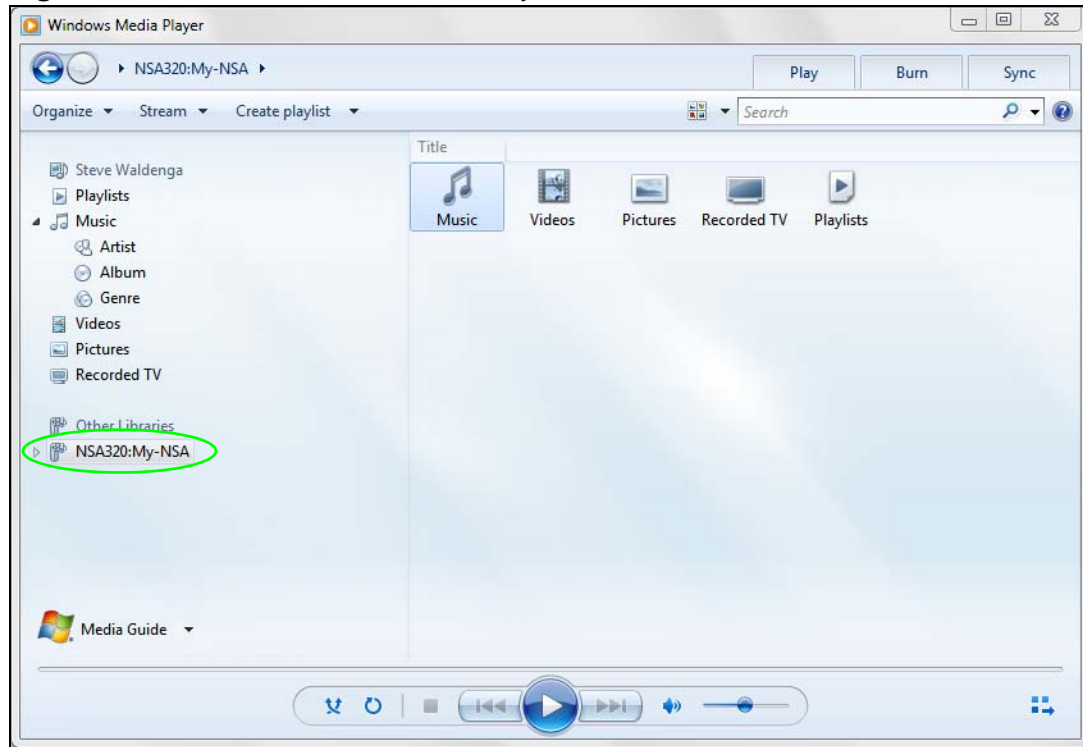 Windows Media Player
NSA320:My-NSA
Play Burn Sync
Organize Stream Create playlist Search
Title
Steve Waldenga
Playlists
Music
Artist
Album
Genre
Videos
Pictures
Recorded TV
Other Libraries
NSA320:My-NSA
Music Videos Pictures Recorded TV Playlists
Media Guide